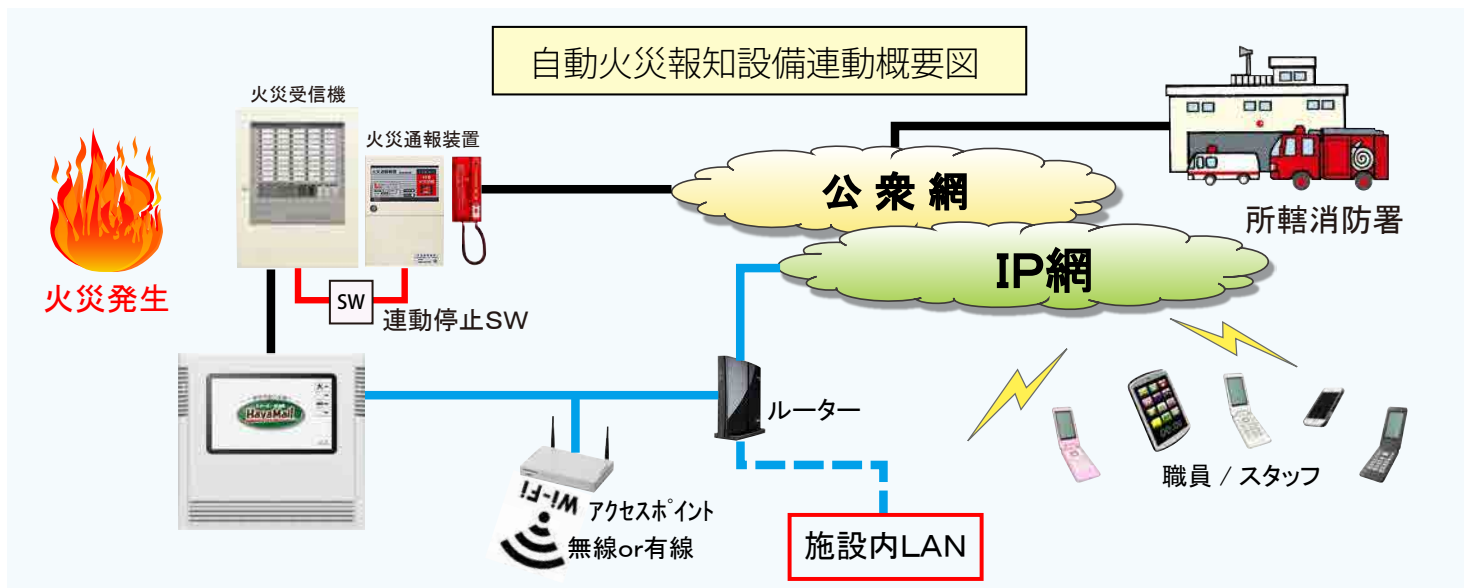 自動火災報知設備連動概要図
火災受信機
火災通報装置
公衆網
所轄消防署
IP網
火災発生
SW
連動停止SW
HayaMail
ルーター
職員 / スタッフ
Wi-Fi
アクセスポイント
無線or有線
施設内LAN